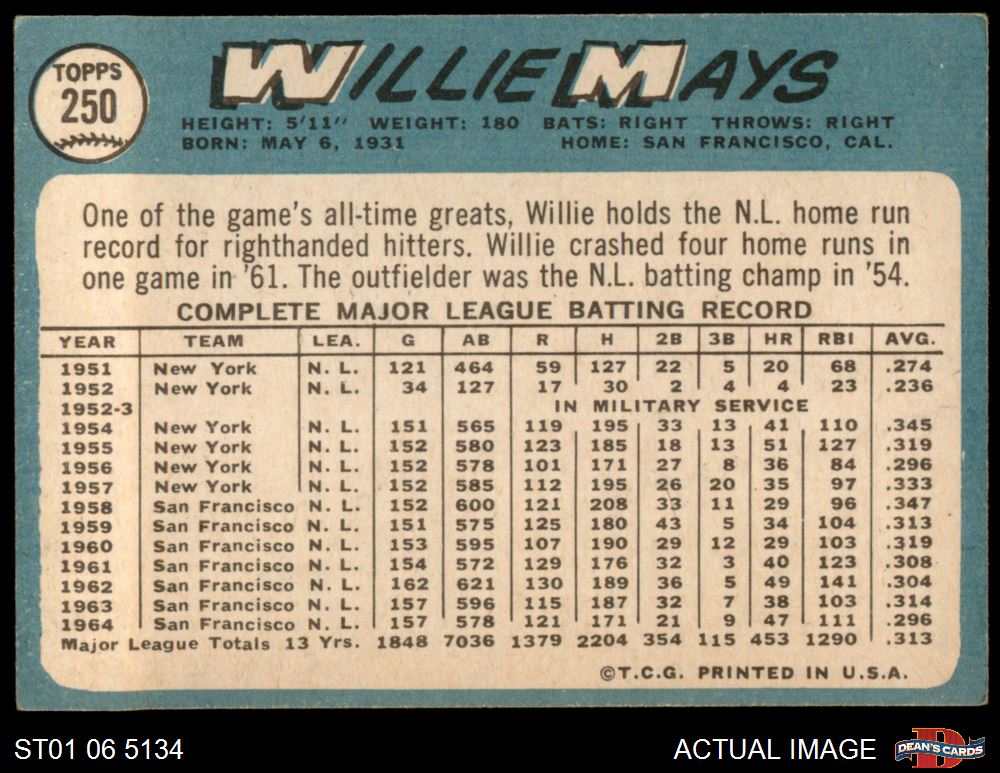 TOPPS
250
WILLIE MAYS
HEIGHT: 5'11" WEIGHT: 180 BATS: RIGHT THROWS: RIGHT
BORN: MAY 6, 1931 HOME: SAN FRANCISCO, CAL.
One of the game's all-time greats, Willie holds the N.L. home run
record for righthanded hitters. Willie crashed four home runs in
one game in '61. The outfielder was the N.L. batting champ in '54.
COMPLETE MAJOR LEAGUE BATTING RECORD
YEAR TEAM LEA. G AB R H 2B 3B HR RBI AVG.
1951 New York N. L. 121 464 59 127 22 5 20 68 .274
1952 New York N. L. 34 127 17 30 2 4 4 23 .236
1952-3 IN MILITARY SERVICE
1954 New York N. L. 151 565 119 195 33 13 41 110 .345
1955 New York N. L. 152 580 123 185 18 13 51 127 .319
1956 New York N. L. 152 578 101 171 27 8 36 84 .296
1957 New York N. L. 152 585 112 195 26 20 35 97 .333
1958 San Francisco N. L. 152 600 121 208 33 11 29 96 .347
1959 San Francisco N. L. 151 575 125 180 43 5 34 104 .313
1960 San Francisco N. L. 153 595 107 190 29 12 29 103 .319
1961 San Francisco N. L. 154 572 129 176 32 3 40 123 .308
1962 San Francisco N. L. 162 621 130 189 36 5 49 141 .304
1963 San Francisco N. L. 157 596 115 187 32 7 38 103 .314
1964 San Francisco N. L. 157 578 121 171 21 9 47 111 .296
Major League Totals 13 Yrs. 1848 7036 1379 2204 354 115 453 1290 .313
©T.C.G. PRINTED IN U.S.A.
ST01 06 5134
ACTUAL IMAGE
D
DEAN'S CARDS